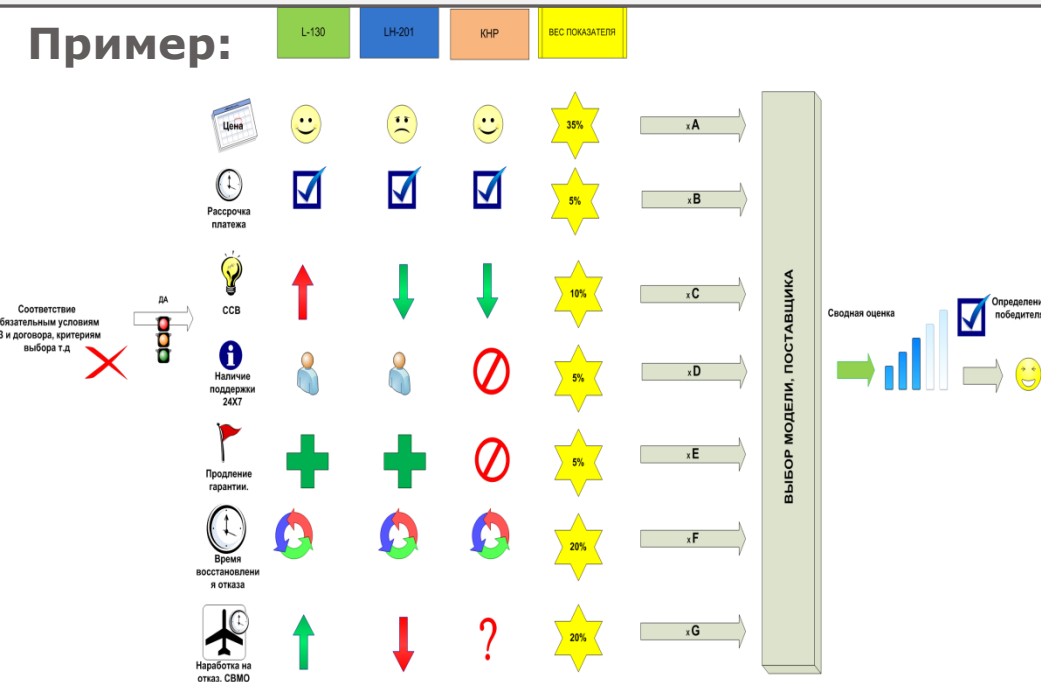 Пример:
L-130
LH-201
КНР
ВЕС ПОКАЗАТЕЛЯ
Цена
35%
x A
Рассрочка
платежа
5%
x B
ССВ
10%
x C
Наличие
поддержки
24X7
5%
x D
Продление
гарантии.
5%
x E
Время
восстановлени
я отказа
20%
x F
Наработка на
отказ. СВМО
20%
x G
Соответствие
бязательным условиям
З и договора, критериям
выбора т.д
ДА
ВЫБОР МОДЕЛИ, ПОСТАВЩИКА
Сводная оценка
Определени
победителя
?